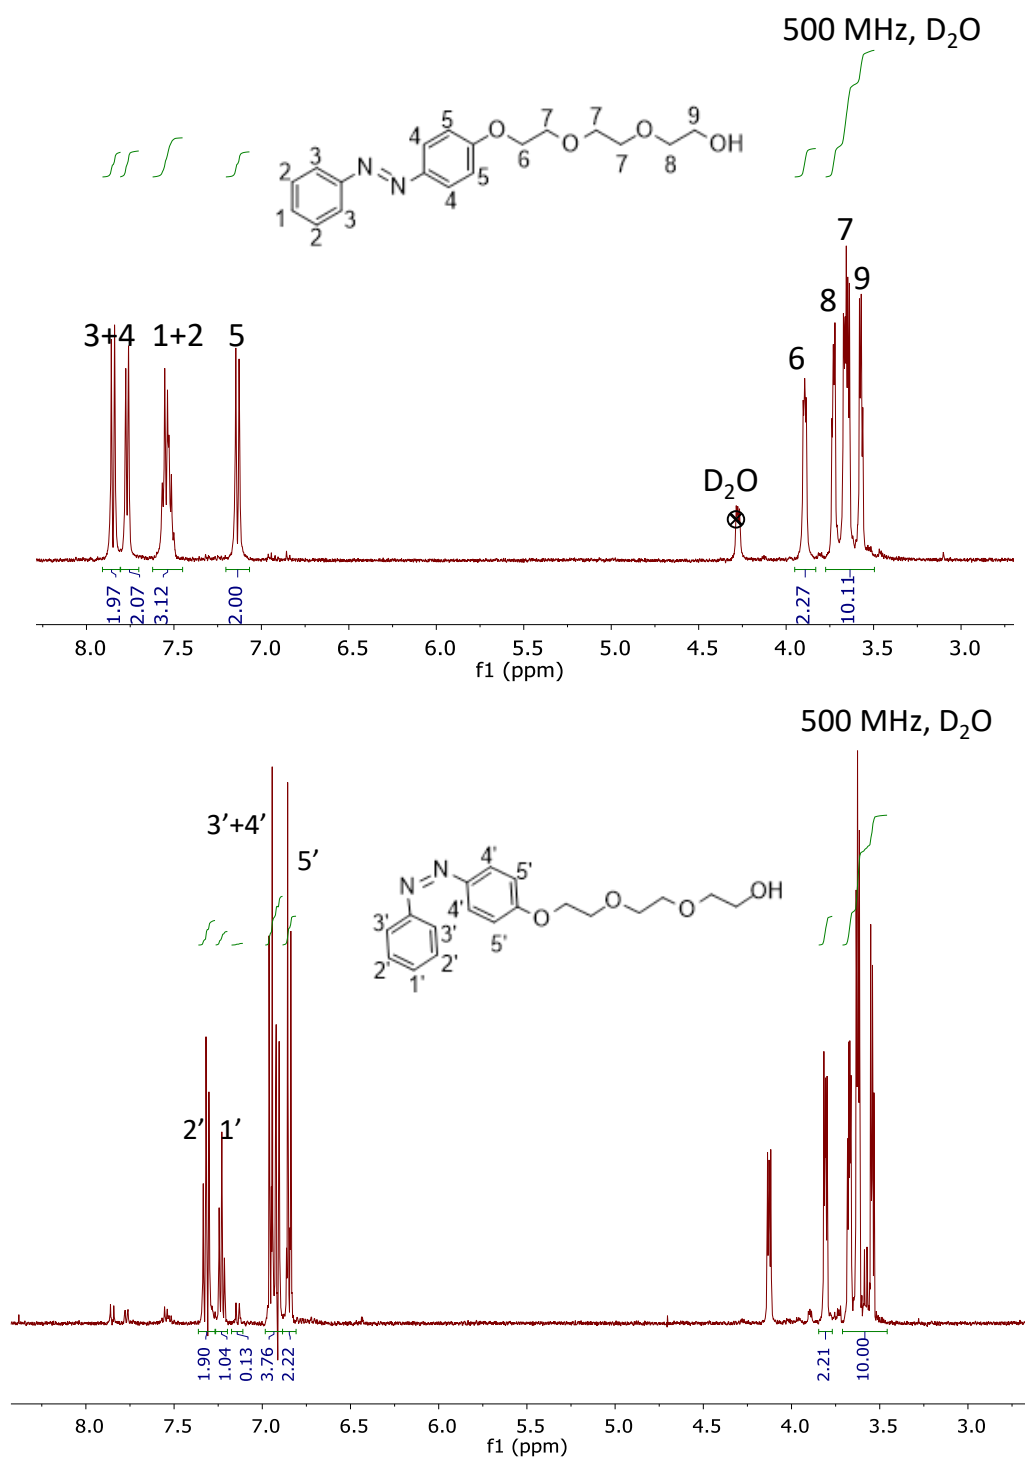 500 MHz, D₂O
7 7 9
5 O O OH
4 O 6 7 8
3 N 5
2 N 4
1 3
2
7
9
8
3+4 1+2 5
6
D₂O
1.97 2.07 3.12 2.00 2.27 10.11
8.0 7.5 7.0 6.5 6.0 5.5 5.0 4.5 4.0 3.5 3.0
f1 (ppm)
500 MHz, D₂O
3’+4’
5’
4'
N 5' O OH
N 4' O O
3' 3' 5'
2' 2'
1'
2’ 1’
1.90 1.04 0.13 3.76 2.22 2.21 10.00
8.0 7.5 7.0 6.5 6.0 5.5 5.0 4.5 4.0 3.5 3.0
f1 (ppm)